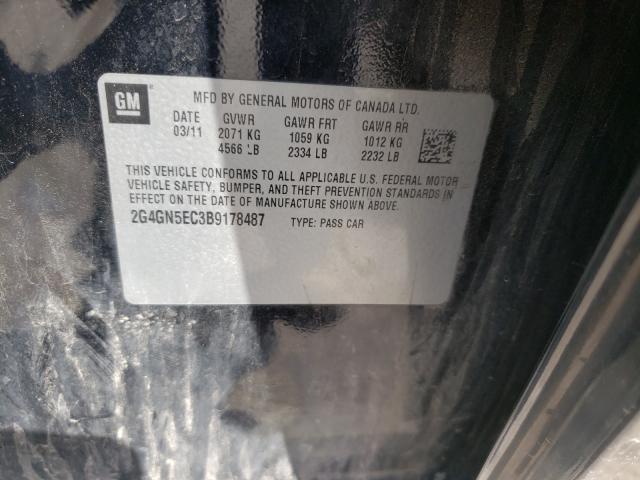 GM
MFD BY GENERAL MOTORS OF CANADA LTD.
DATE GVWR GAWR FRT GAWR RR
03/11 2071 KG 1059 KG 1012 KG
4566 LB 2334 LB 2232 LB
THIS VEHICLE CONFORMS TO ALL APPLICABLE U.S. FEDERAL MOTOR
VEHICLE SAFETY, BUMPER, AND THEFT PREVENTION STANDARDS IN
EFFECT ON THE DATE OF MANUFACTURE SHOWN ABOVE.
2G4GN5EC3B9178487 TYPE: PASS CAR